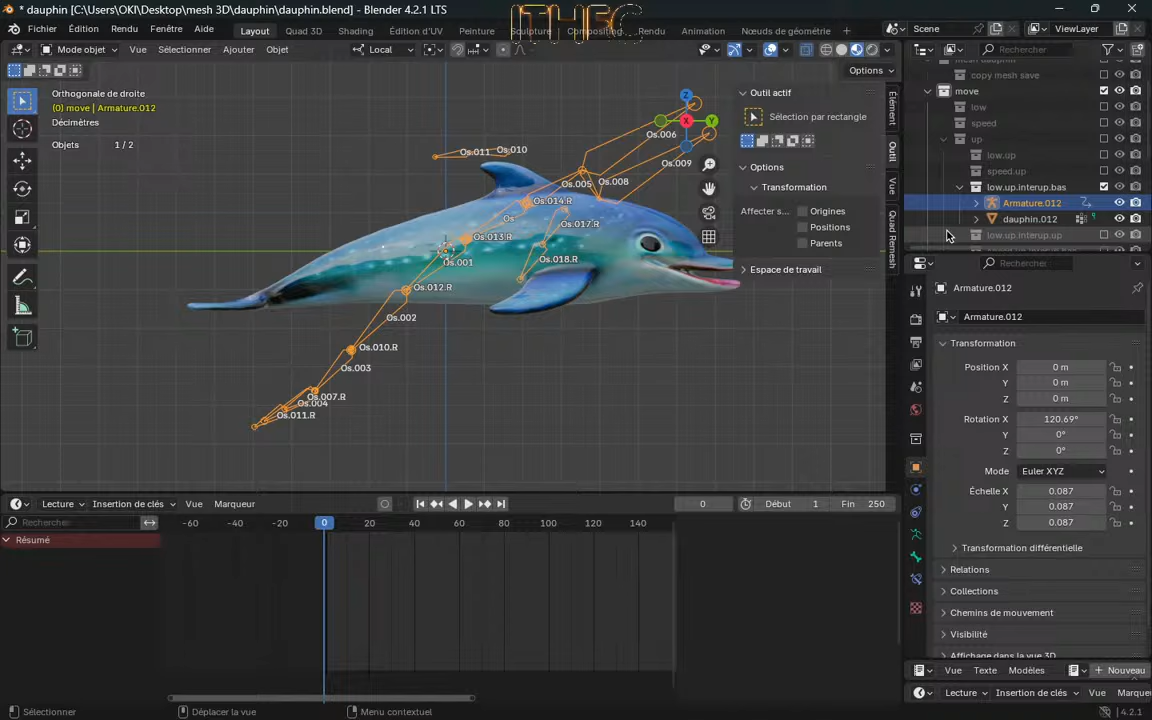 * dauphin [C:\Users\OKI\Desktop\mesh 3D\dauphin\dauphin.blend] - Blender 4.2.1 LTS
Fichier Édition Rendu Fenêtre Aide Layout Quad 3D Shading Édition d'UV Peinture Sculpture Compositing Rendu Animation Nœuds de géométrie Scene ViewLayer
Mode objet Vue Sélectionner Ajouter Objet Local Rechercher
Options
Orthogonale de droite
(0) move | Armature.012
Décimètres
Objets 1 / 2
Z
X
Y
Os.006
Os.009
Os.011
Os.010
Os.005
Os.008
Os.014.R
Os.
Os.017.R
Os.013.R
Os.001
Os.018.R
Os.012.R
Os.002
Os.010.R
Os.003
Os.007.R
Os.004
Os.011.R
Outil actif
Sélection par rectangle
Options
Transformation
Affecter s... Origines
Positions
Parents
Espace de travail
Élément
Outil
Vue
Quad Remesh
copy mesh save
move
low
speed
up
low.up
speed.up
low.up.interup.bas
Armature.012
dauphin.012
low.up.interup.up
Rechercher
Armature.012
Armature.012
Transformation
Position X 0 m
Y 0 m
Z 0 m
Rotation X 120.69°
Y 0°
Z 0°
Mode Euler XYZ
Échelle X 0.087
Y 0.087
Z 0.087
Transformation différentielle
Relations
Collections
Chemins de mouvement
Visibilité
Affichage dans la vue 3D
Vue Texte Modèles Nouveau
Lecture Insertion de clés Vue Marque
Lecture Insertion de clés Vue Marqueur 0 Début 1 Fin 250
Rechercher -60 -40 -20 0 20 40 60 80 100 120 140
Résumé
Sélectionner Déplacer la vue Menu contextuel 4.2.1